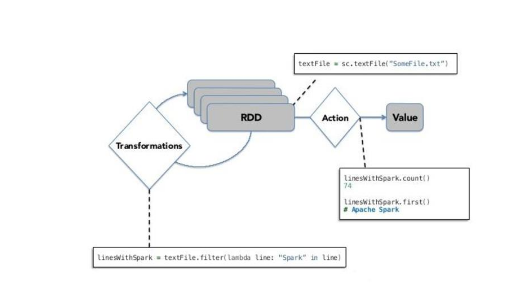 textFile = sc.textFile("SomeFile.txt")
RDD
Action
Value
Transformations
linesWithSpark.count()
74
linesWithSpark.first()
# Apache Spark
linesWithSpark = textFile.filter(lambda line: "Spark" in line)